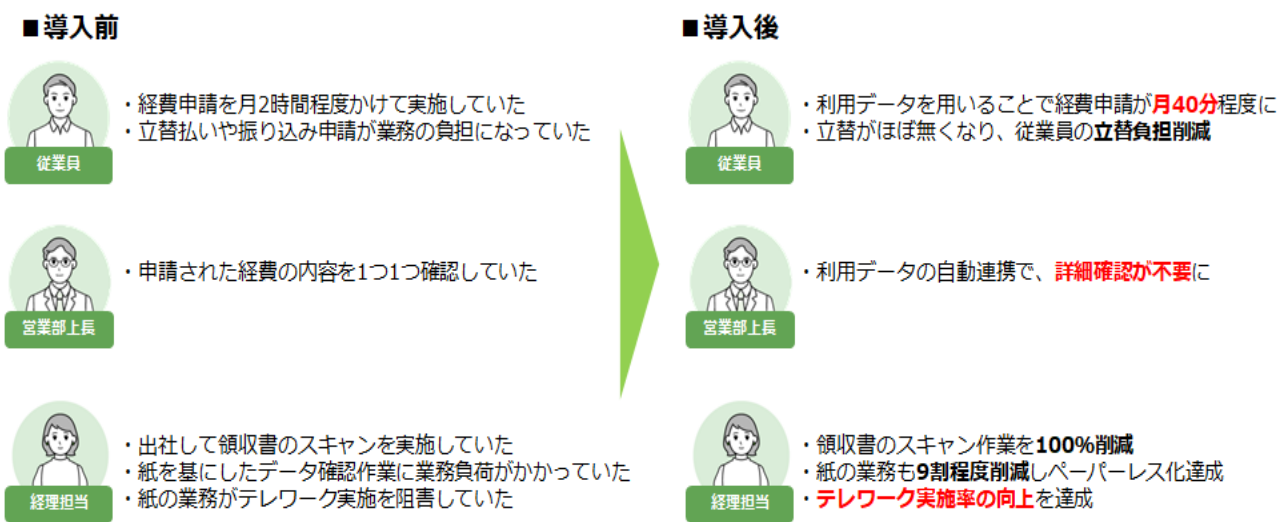 ■導入前
・経費申請を月2時間程度かけて実施していた
・立替払いや振り込み申請が業務の負担になっていた
従業員
・申請された経費の内容を1つ1つ確認していた
営業部上長
・出社して領収書のスキャンを実施していた
・紙を基にしたデータ確認作業に業務負荷がかかっていた
・紙の業務がテレワーク実施を阻害していた
経理担当
■導入後
・利用データを用いることで経費申請が月40分程度に
・立替がほぼ無くなり、従業員の立替負担削減
従業員
・利用データの自動連携で、詳細確認が不要に
営業部上長
・領収書のスキャン作業を100%削減
・紙の業務も9割程度削減しペーパーレス化達成
・テレワーク実施率の向上を達成
経理担当